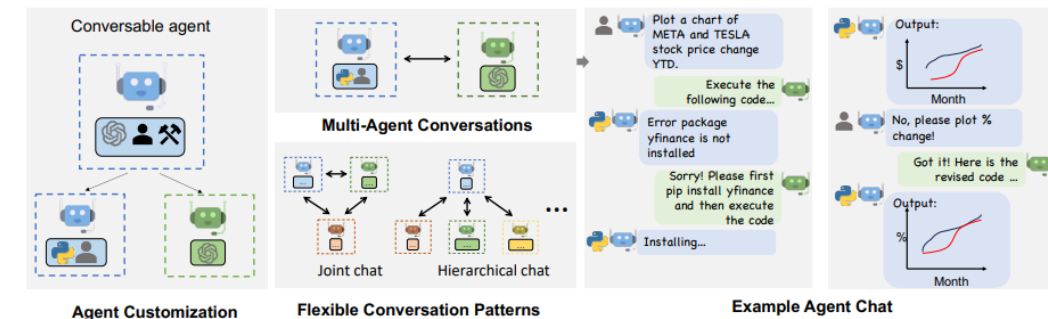 Conversable agent
Agent Customization
Multi-Agent Conversations
...
...
...
...
...
...
...
...
Joint chat
Hierarchical chat
Flexible Conversation Patterns
Plot a chart of
META and TESLA
stock price change
YTD.
Execute the
following code...
Error package
yfinance is not
installed
Sorry! Please first
pip install yfinance
and then execute
the code
Installing...
Output:
$
Month
No, please plot %
change!
Got it! Here is the
revised code ...
Output:
%
Month
Example Agent Chat